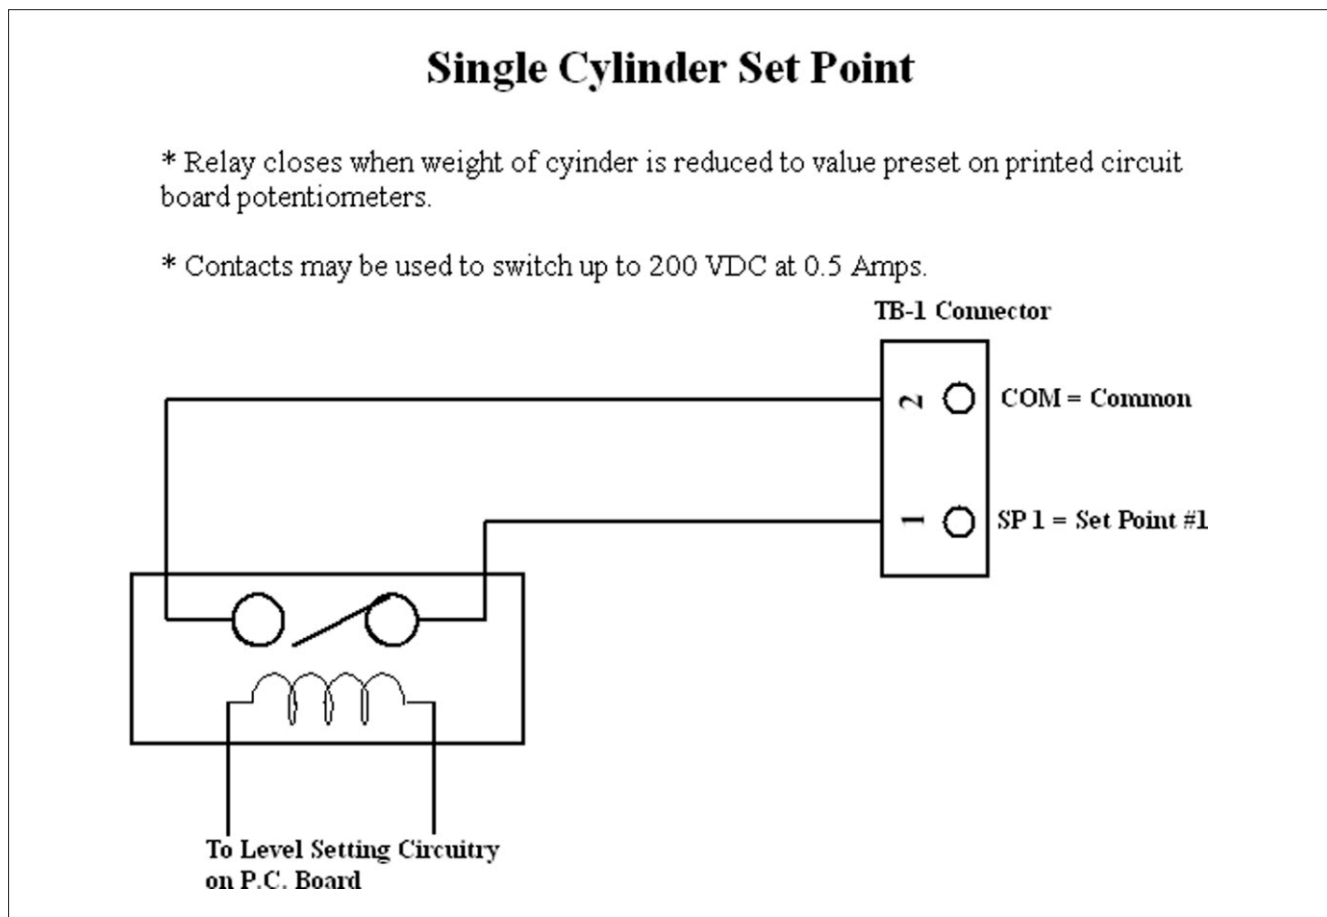 Single Cylinder Set Point
* Relay closes when weight of cyinder is reduced to value preset on printed circuit
board potentiometers.
* Contacts may be used to switch up to 200 VDC at 0.5 Amps.
TB-1 Connector
2
COM = Common
1
SP 1 = Set Point #1
To Level Setting Circuitry
on P.C. Board